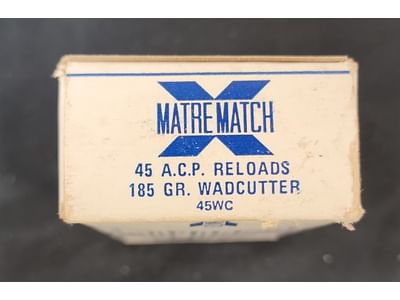 X
MATRE MATCH
45 A.C.P. RELOADS
185 GR. WADCUTTER
45WC